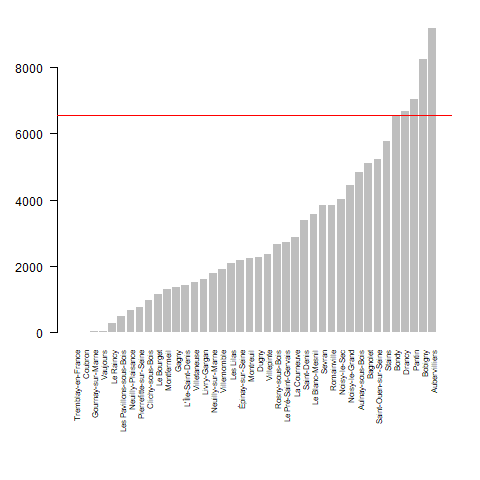 8000
6000
4000
2000
0
Tremblay-en-France
Coubron
Gournay-sur-Marne
Vaujours
Le Raincy
Les Pavillons-sous-Bois
Neuilly-Plaisance
Pierrefitte-sur-Seine
Clichy-sous-Bois
Le Bourget
Montfermeil
Gagny
L'Île-Saint-Denis
Villetaneuse
Livry-Gargan
Neuilly-sur-Marne
Villemomble
Les Lilas
Épinay-sur-Seine
Montreuil
Dugny
Villepinte
Rosny-sous-Bois
Le Pré-Saint-Gervais
La Courneuve
Saint-Denis
Le Blanc-Mesnil
Sevran
Romainville
Noisy-le-Sec
Noisy-le-Grand
Aulnay-sous-Bois
Bagnolet
Saint-Ouen-sur-Seine
Stains
Bondy
Drancy
Pantin
Bobigny
Aubervilliers